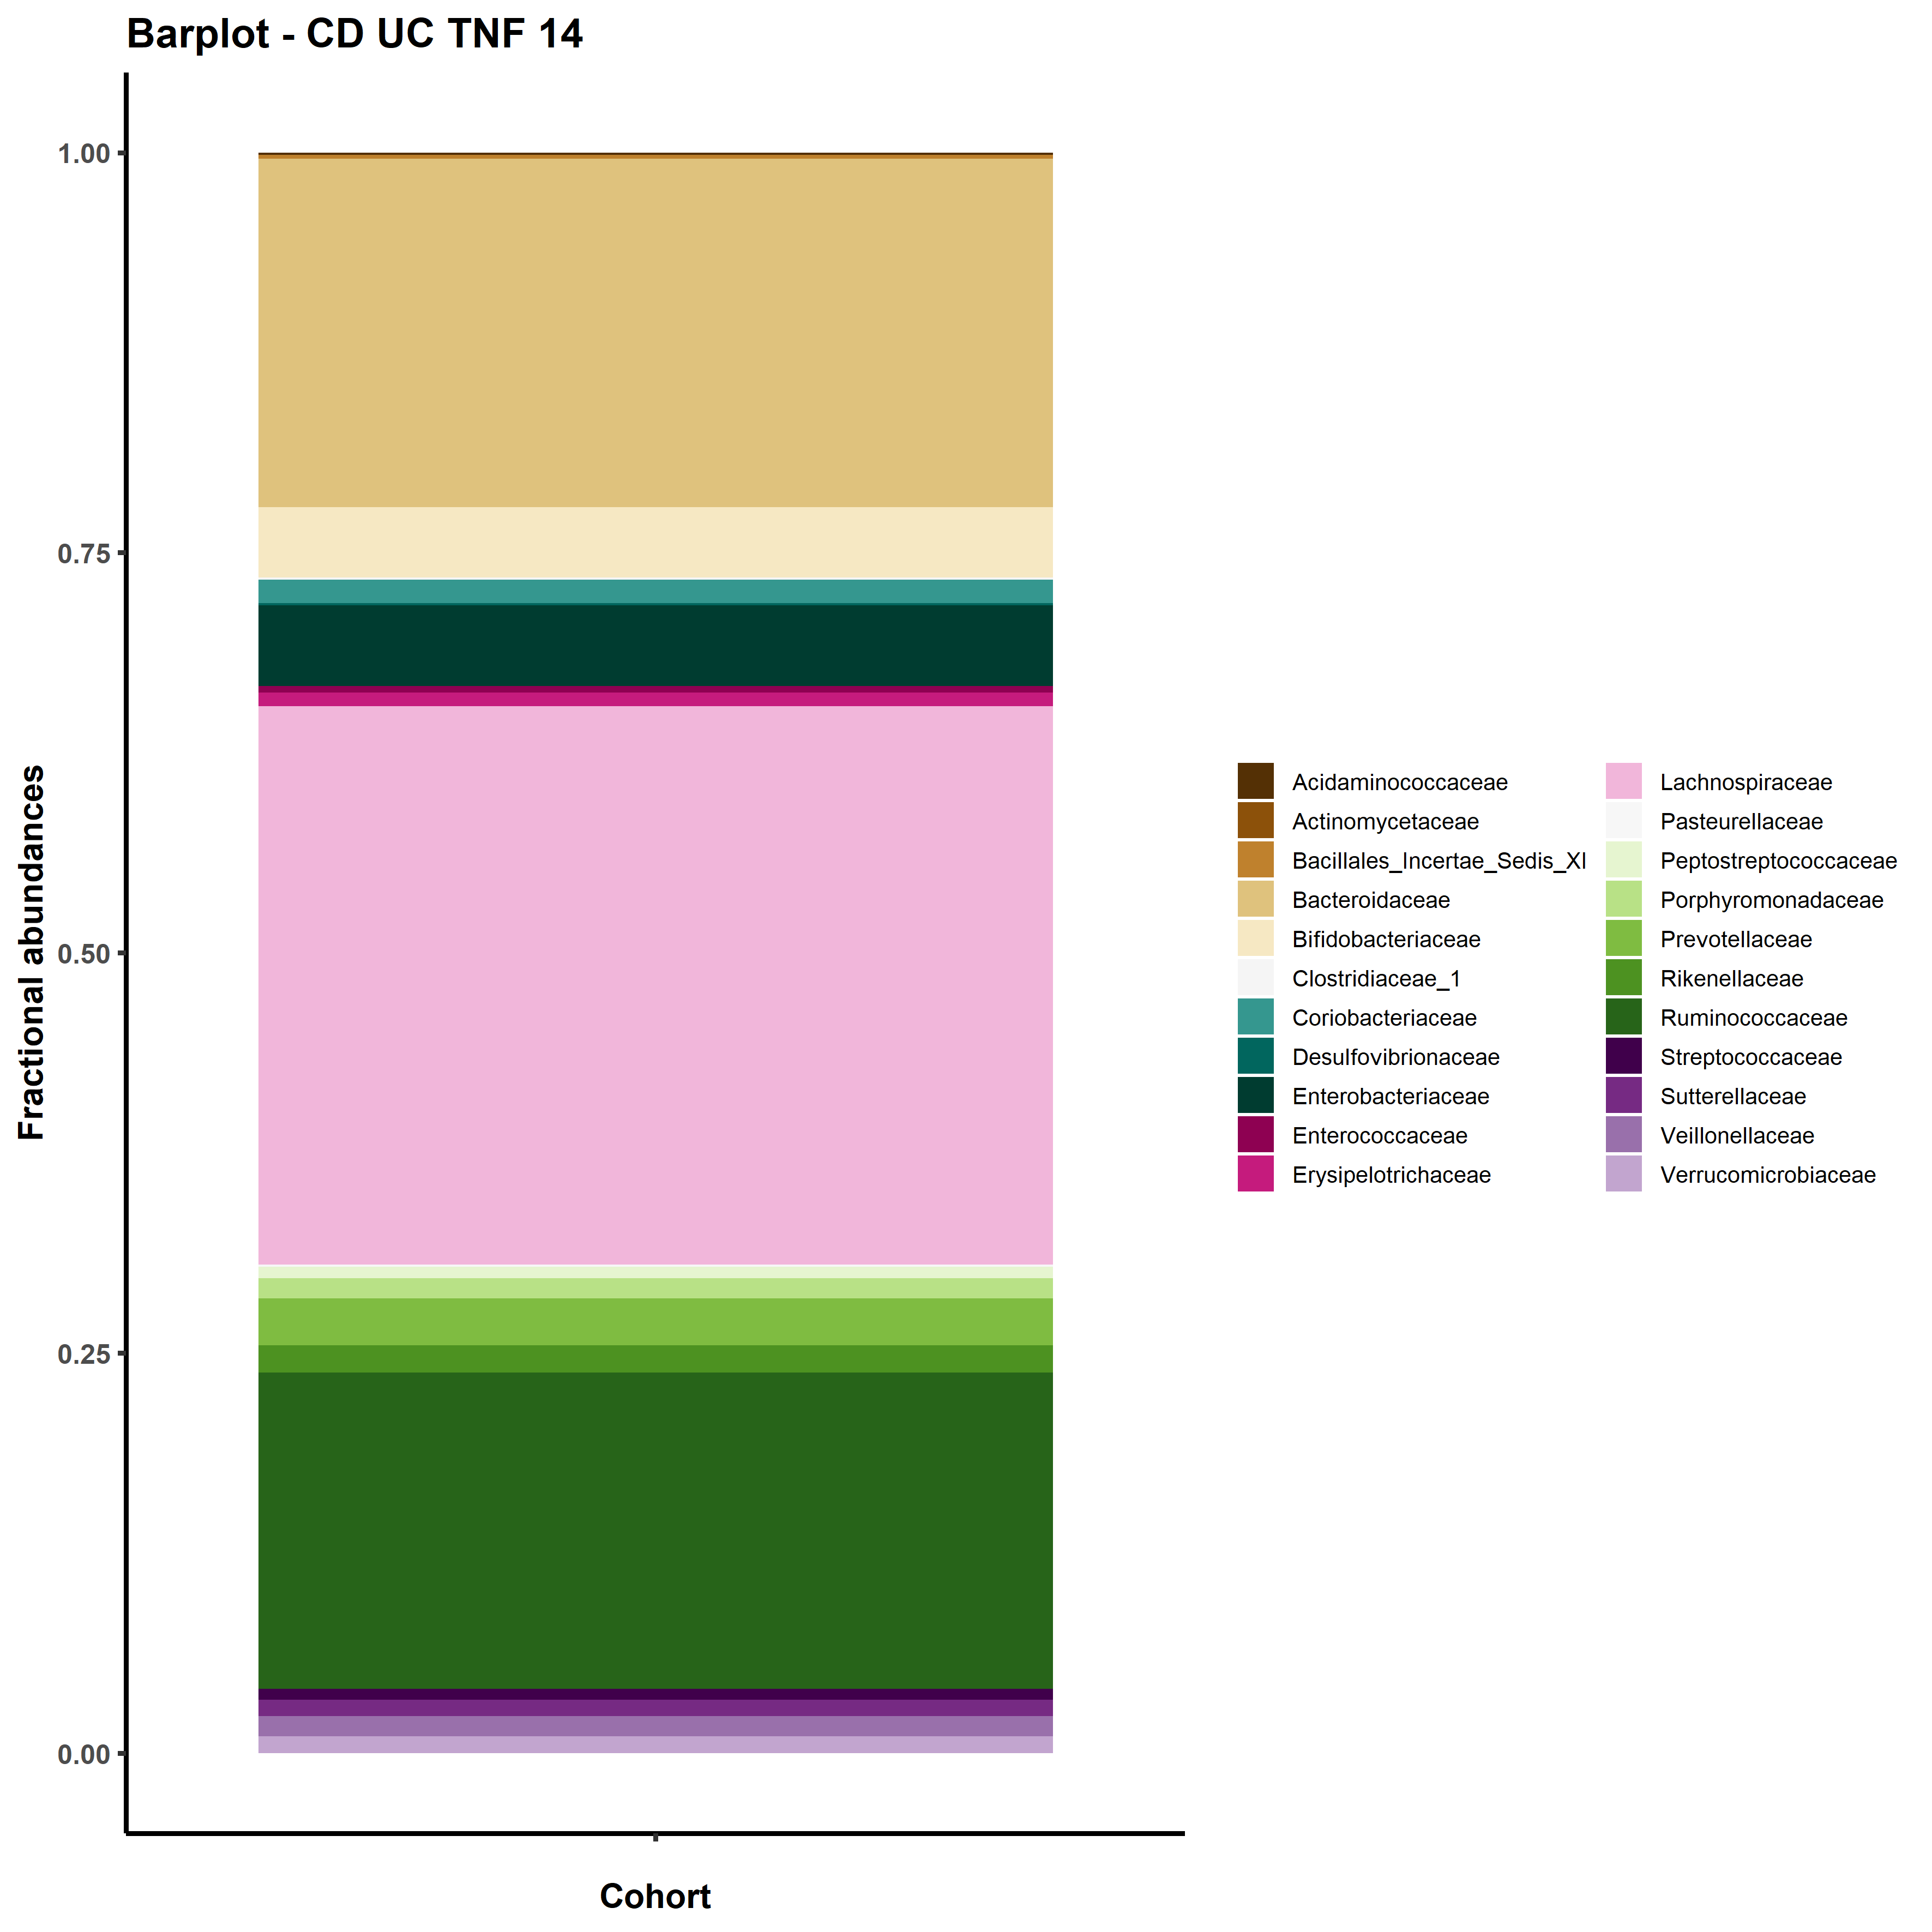 Barplot - CD UC TNF 14
1.00
0.75
0.50
0.25
0.00
Fractional abundances
Cohort
Acidaminococcaceae
Actinomycetaceae
Bacillales_Incertae_Sedis_XI
Bacteroidaceae
Bifidobacteriaceae
Clostridiaceae_1
Coriobacteriaceae
Desulfovibrionaceae
Enterobacteriaceae
Enterococcaceae
Erysipelotrichaceae
Lachnospiraceae
Pasteurellaceae
Peptostreptococcaceae
Porphyromonadaceae
Prevotellaceae
Rikenellaceae
Ruminococcaceae
Streptococcaceae
Sutterellaceae
Veillonellaceae
Verrucomicrobiaceae